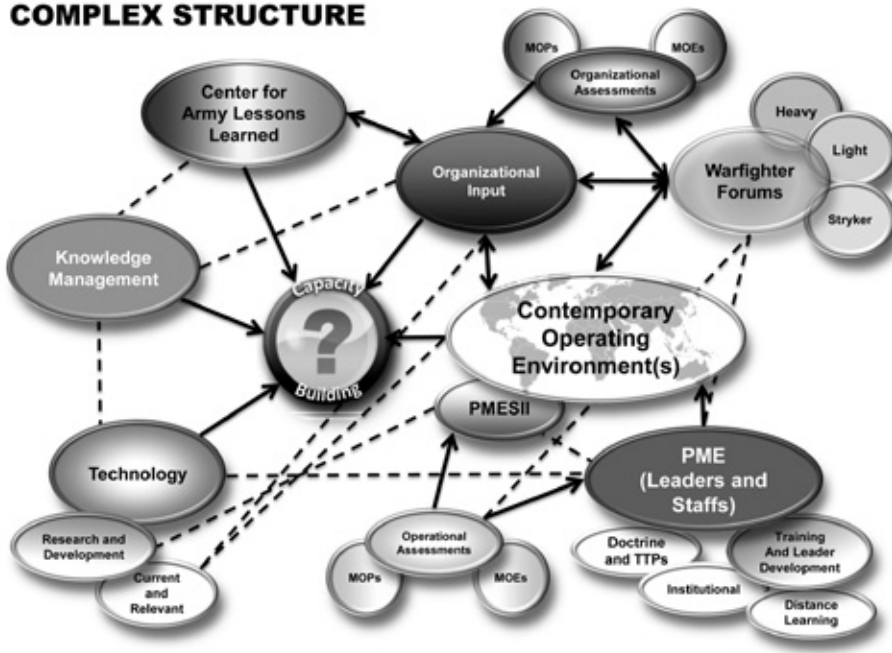 COMPLEX STRUCTURE
MOPs
MOEs
Organizational
Assessments
Center for
Army Lessons
Learned
Heavy
Light
Stryker
Warfighter
Forums
Organizational
Input
Knowledge
Management
Capacity
?
Building
Contemporary
Operating
Environment(s)
PMESII
Technology
Research and
Development
Current
and
Relevant
Operational
Assessments
MOPs
MOEs
PME
(Leaders and
Staffs)
Doctrine
and TTPs
Training
And Leader
Development
Institutional
Distance
Learning